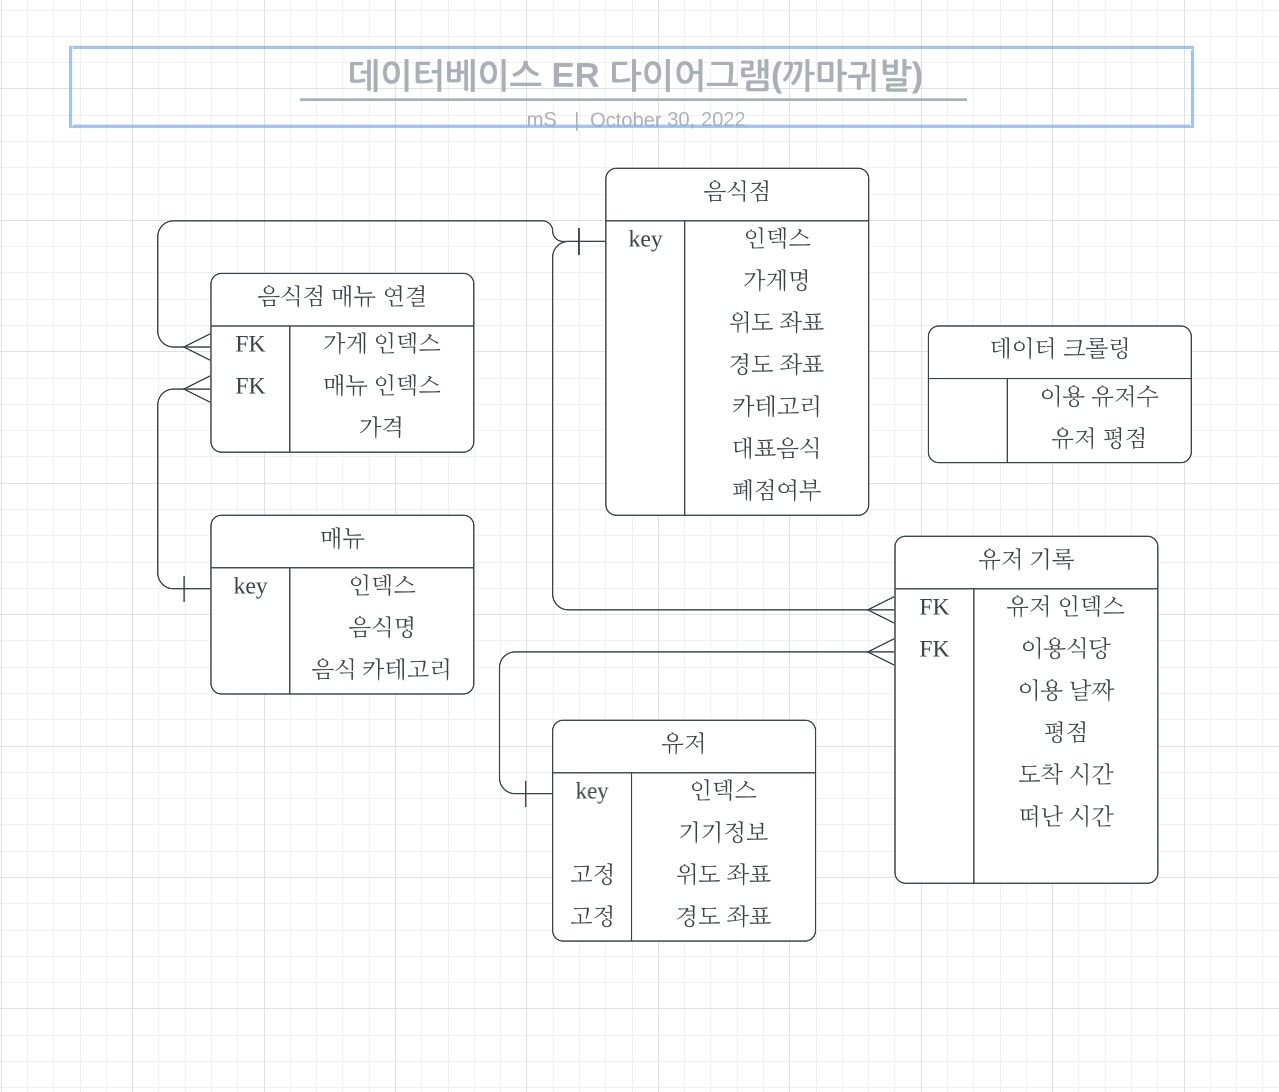 데이터베이스 ER 다이어그램(까마귀발)
mS | October 30, 2022
음식점
key 인덱스
가게명
위도 좌표
경도 좌표
카테고리
대표음식
폐점여부
음식점 매뉴 연결
FK 가게 인덱스
FK 매뉴 인덱스
가격
데이터 크롤링
이용 유저수
유저 평점
매뉴
key 인덱스
음식명
음식 카테고리
유저 기록
FK 유저 인덱스
FK 이용식당
이용 날짜
평점
도착 시간
떠난 시간
유저
key 인덱스
기기정보
고정 위도 좌표
고정 경도 좌표